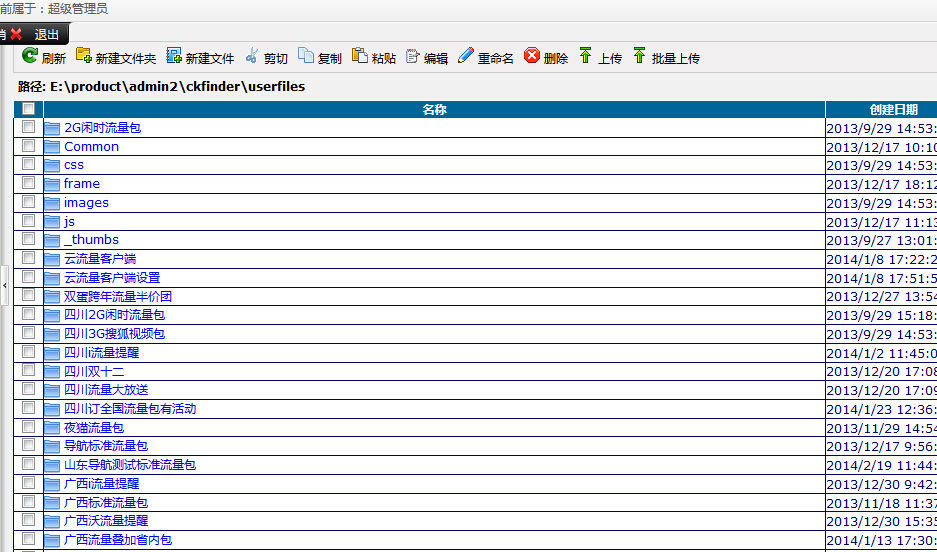 前属于：超级管理员
肖 退出
刷新 新建文件夹 新建文件 剪切 复制 粘贴 编辑 重命名 删除 上传 批量上传
路径: E:\product\admin2\ckfinder\userfiles
名称 创建日期
2G闲时流量包 2013/9/29 14:53:
Common 2013/12/17 10:10
css 2013/9/29 14:53:
frame 2013/12/17 18:12
images 2013/9/29 14:53:
js 2013/12/17 11:13
_thumbs 2013/9/27 13:01:
云流量客户端 2014/1/8 17:22:2
云流量客户端设置 2014/1/8 17:51:5
双蛋跨年流量半价团 2013/12/27 13:54
四川2G闲时流量包 2013/9/29 15:18:
四川3G搜狐视频包 2013/9/29 14:53:
四川i流量提醒 2014/1/2 11:45:0
四川双十二 2013/12/20 17:08
四川流量大放送 2013/12/20 17:09
四川订全国流量包有活动 2014/1/23 12:36:
夜猫流量包 2013/11/29 14:54
导航标准流量包 2013/12/17 9:56:
山东导航测试标准流量包 2014/2/19 11:44:
广西i流量提醒 2013/12/30 9:42:
广西标准流量包 2013/11/18 11:37
广西沃流量提醒 2013/12/30 15:35
广西流量叠加省内包 2014/1/13 17:30: